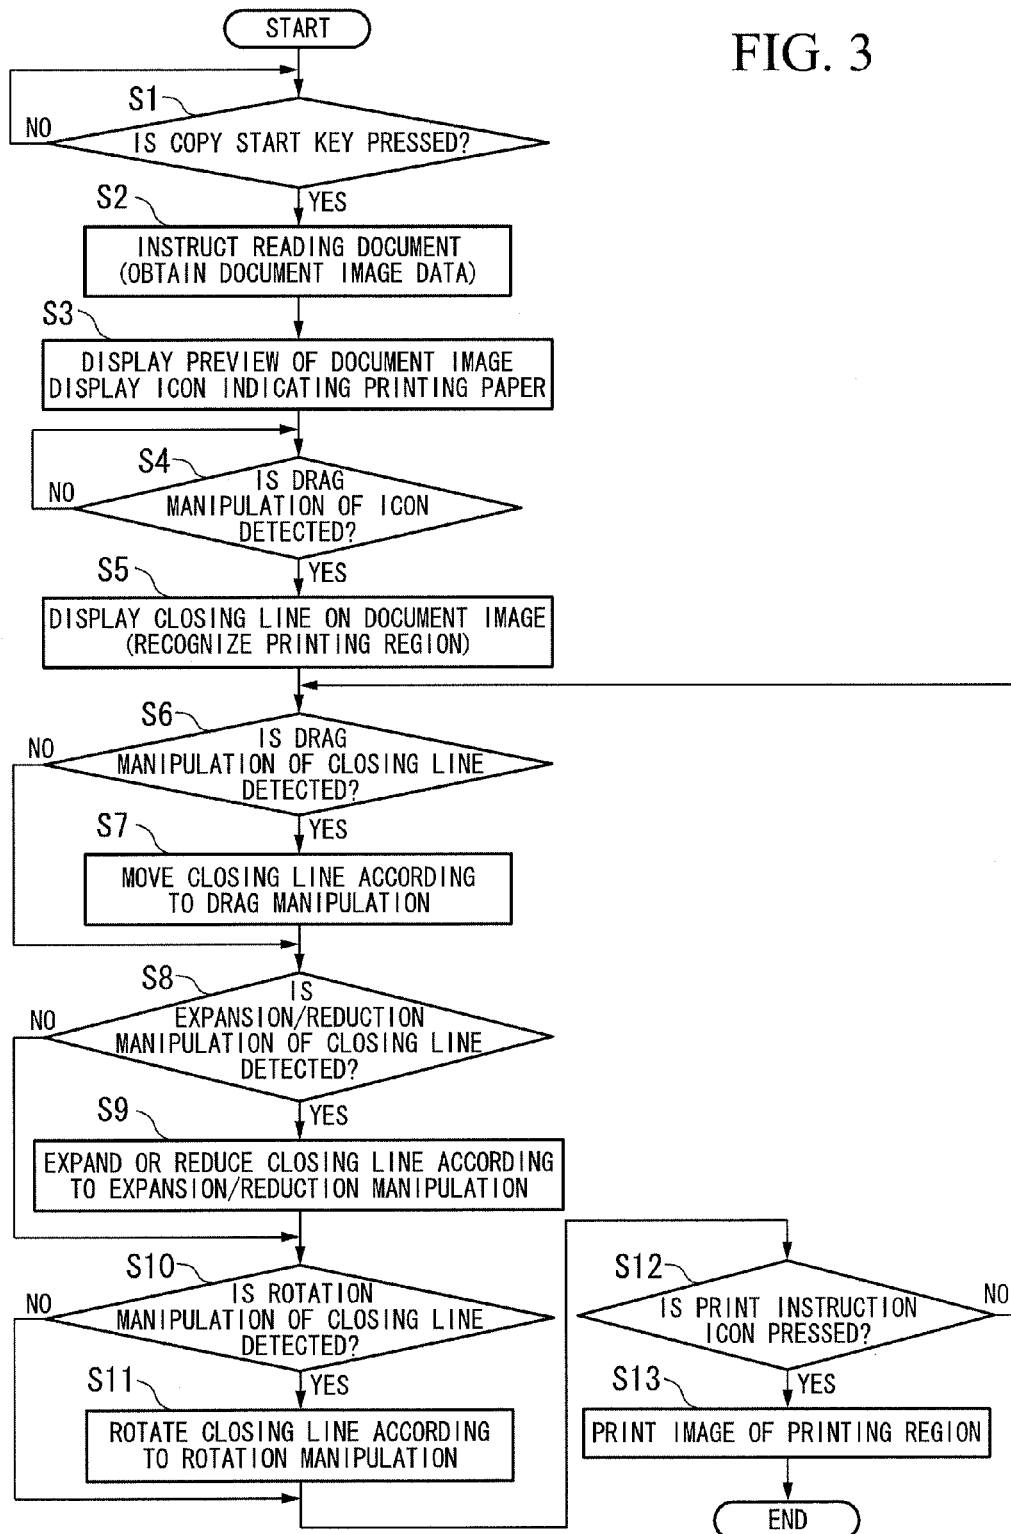 FIG. 3
START
S1
NO
IS COPY START KEY PRESSED?
YES
S2
INSTRUCT READING DOCUMENT
(OBTAIN DOCUMENT IMAGE DATA)
S3
DISPLAY PREVIEW OF DOCUMENT IMAGE
DISPLAY ICON INDICATING PRINTING PAPER
S4
NO
IS DRAG
MANIPULATION OF ICON
DETECTED?
YES
S5
DISPLAY CLOSING LINE ON DOCUMENT IMAGE
(RECOGNIZE PRINTING REGION)
S6
NO
IS DRAG
MANIPULATION OF CLOSING LINE
DETECTED?
YES
S7
MOVE CLOSING LINE ACCORDING
TO DRAG MANIPULATION
S8
NO
IS
EXPANSION/REDUCTION
MANIPULATION OF CLOSING LINE
DETECTED?
YES
S9
EXPAND OR REDUCE CLOSING LINE ACCORDING
TO EXPANSION/REDUCTION MANIPULATION
S10
NO
IS ROTATION
MANIPULATION OF CLOSING LINE
DETECTED?
YES
S11
ROTATE CLOSING LINE ACCORDING
TO ROTATION MANIPULATION
S12
NO
IS PRINT INSTRUCTION
ICON PRESSED?
YES
S13
PRINT IMAGE OF PRINTING REGION
END